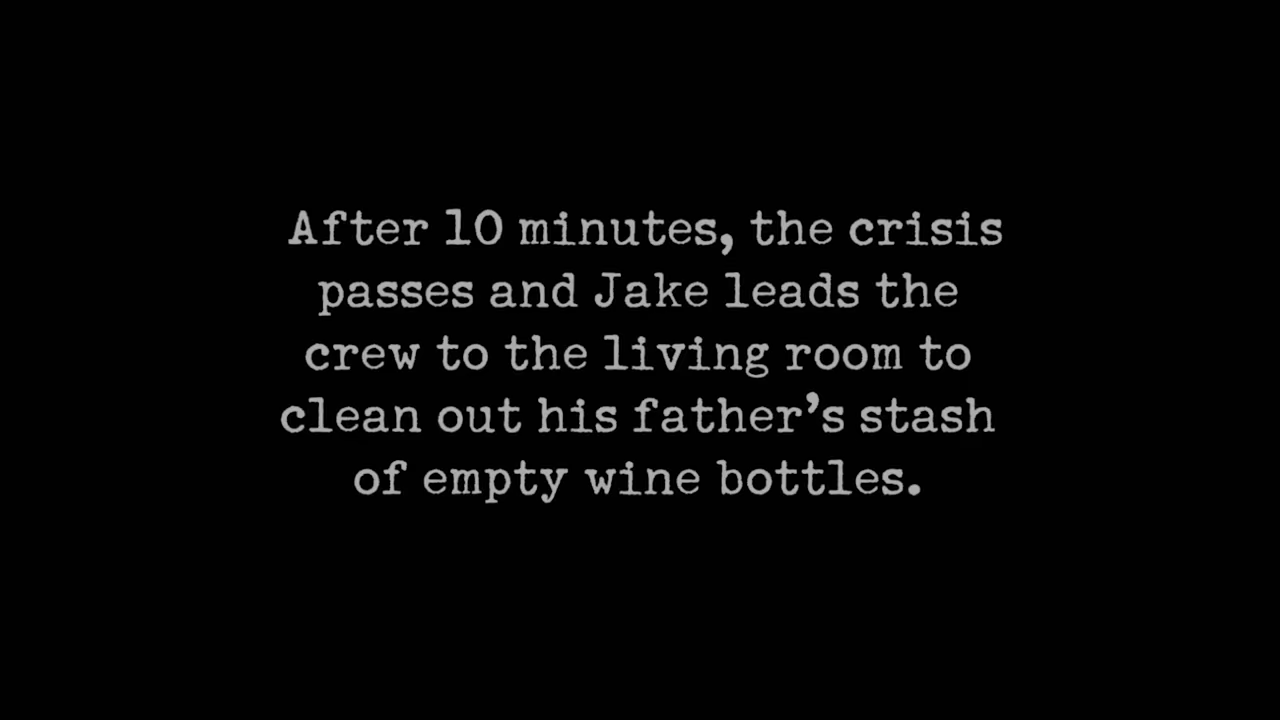 After 10 minutes, the crisis
passes and Jake leads the
crew to the living room to
clean out his father’s stash
of empty wine bottles.